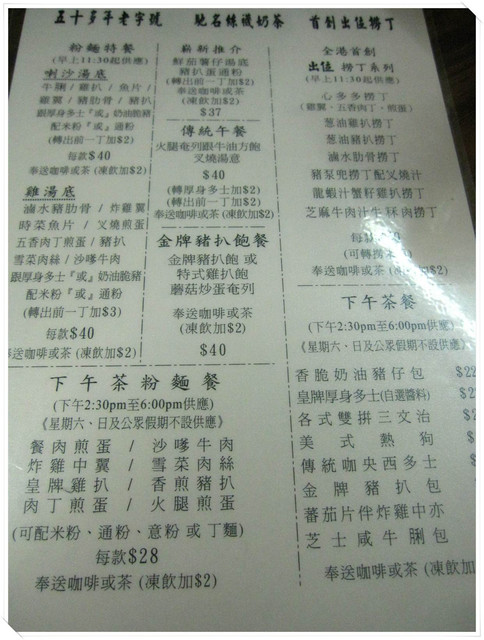 五十多年老字號 馳名絲襪奶茶 首創出位撈丁
粉麵特餐
(早上11:30起供應)
喇沙湯底
牛脷 / 雞扒 / 魚片 /
雞翼 / 豬肋骨 / 豬扒
跟厚身多士『或』奶油脆豬
配米粉『或』通粉
(轉出前一丁加$2)
每款$40
奉送咖啡或茶 (凍飲加$2)
雞湯底
滷水豬肋骨 / 炸雞翼
時菜魚片 / 叉燒煎蛋
五香肉丁煎蛋 / 豬扒
雪菜肉絲 / 沙嗲牛肉
跟厚身多士『或』奶油脆豬
配米粉『或』通粉
(轉出前一丁加$3)
每款$40
奉送咖啡或茶 (凍飲加$2)
嶄新推介
鮮茄薯仔湯底
豬扒蛋通粉
(轉出前一丁加$2)
奉送咖啡或茶
(凍飲加$2)
$37
傳統午餐
火腿奄列跟牛油方飽
叉燒湯意
$40
(轉厚身多士加$2)
(轉出前一丁加$2)
奉送咖啡或茶 (凍飲加$2)
金牌豬扒飽餐
金牌豬扒飽 或
特式雞扒飽
蘑菇炒蛋奄列
奉送咖啡或茶
(凍飲加$2)
$40
全港首創
出位 撈丁系列
(早上11:30起供應)
心多多撈丁
(雞翼、五香肉丁、煎蛋)
葱油雞扒撈丁
葱油豬扒撈丁
滷水肋骨撈丁
豬泵兜撈丁配叉燒汁
龍蝦汁蟹籽雞扒撈丁
芝麻牛肉汁牛冧肉撈丁
每款
奉送咖啡或茶 (凍飲加$2)
下午茶餐
(下午2:30pm至6:00pm供應)
《星期六、日及公眾假期不設供應》
香脆奶油豬仔包 $22
皇牌厚身多士(自選醬料)
各式雙拼三文治
美式熱狗
傳統咖央西多士
金牌豬扒包
蕃茄片伴炸雞中亦
芝士咸牛脷包
奉送咖啡或茶 (凍飲加
下午茶粉麵餐
(下午2:30pm至6:00pm供應)
《星期六、日及公眾假期不設供應》
餐肉煎蛋 / 沙嗲牛肉
炸雞中翼 / 雪菜肉絲
皇牌雞扒 / 香煎豬扒
肉丁煎蛋 / 火腿煎蛋
(可配米粉、通粉、意粉 或 丁麵)
每款$28
奉送咖啡或茶 (凍飲加$2)